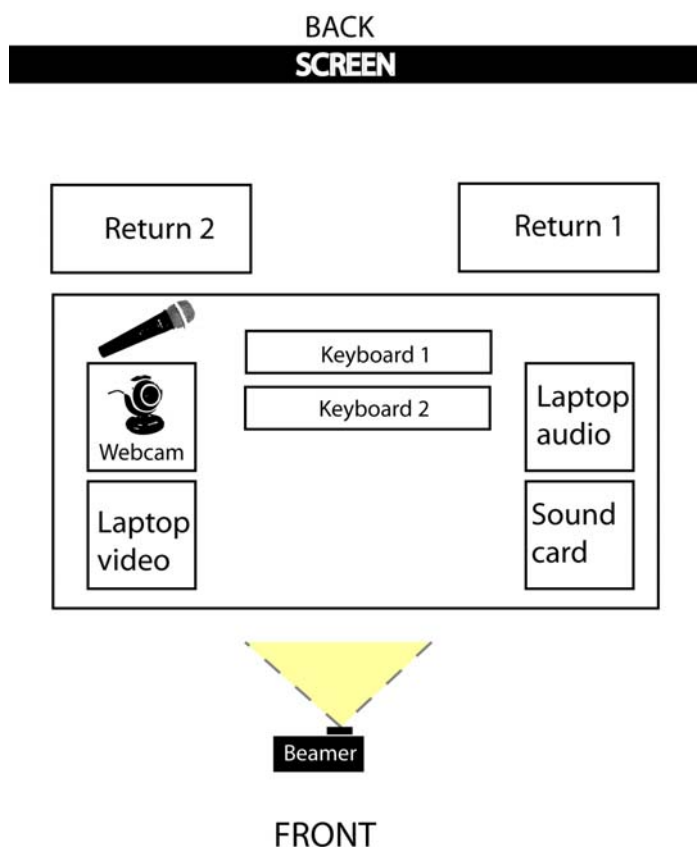 BACK
SCREEN
Return 2
Return 1
Keyboard 1
Keyboard 2
Webcam
Laptop
audio
Laptop
video
Sound
card
Beamer
FRONT